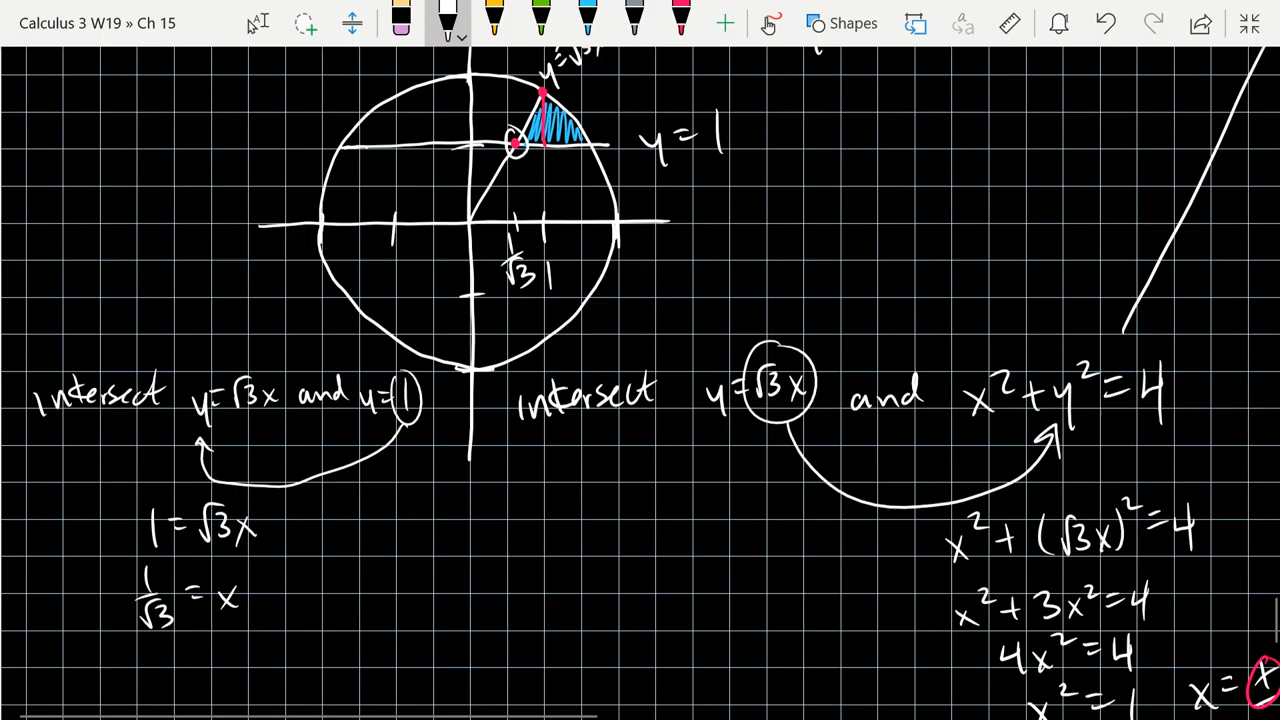 Calculus 3 W19 » Ch 15
Shapes
y=√3x
y = 1
1/√3
1
intersect y=√3x and y=1
intersect y=√3x and x²+y²=4
1 = √3x
1/√3 = x
x² + (√3x)² = 4
x² + 3x² = 4
4x² = 4
x² = 1
x = ±